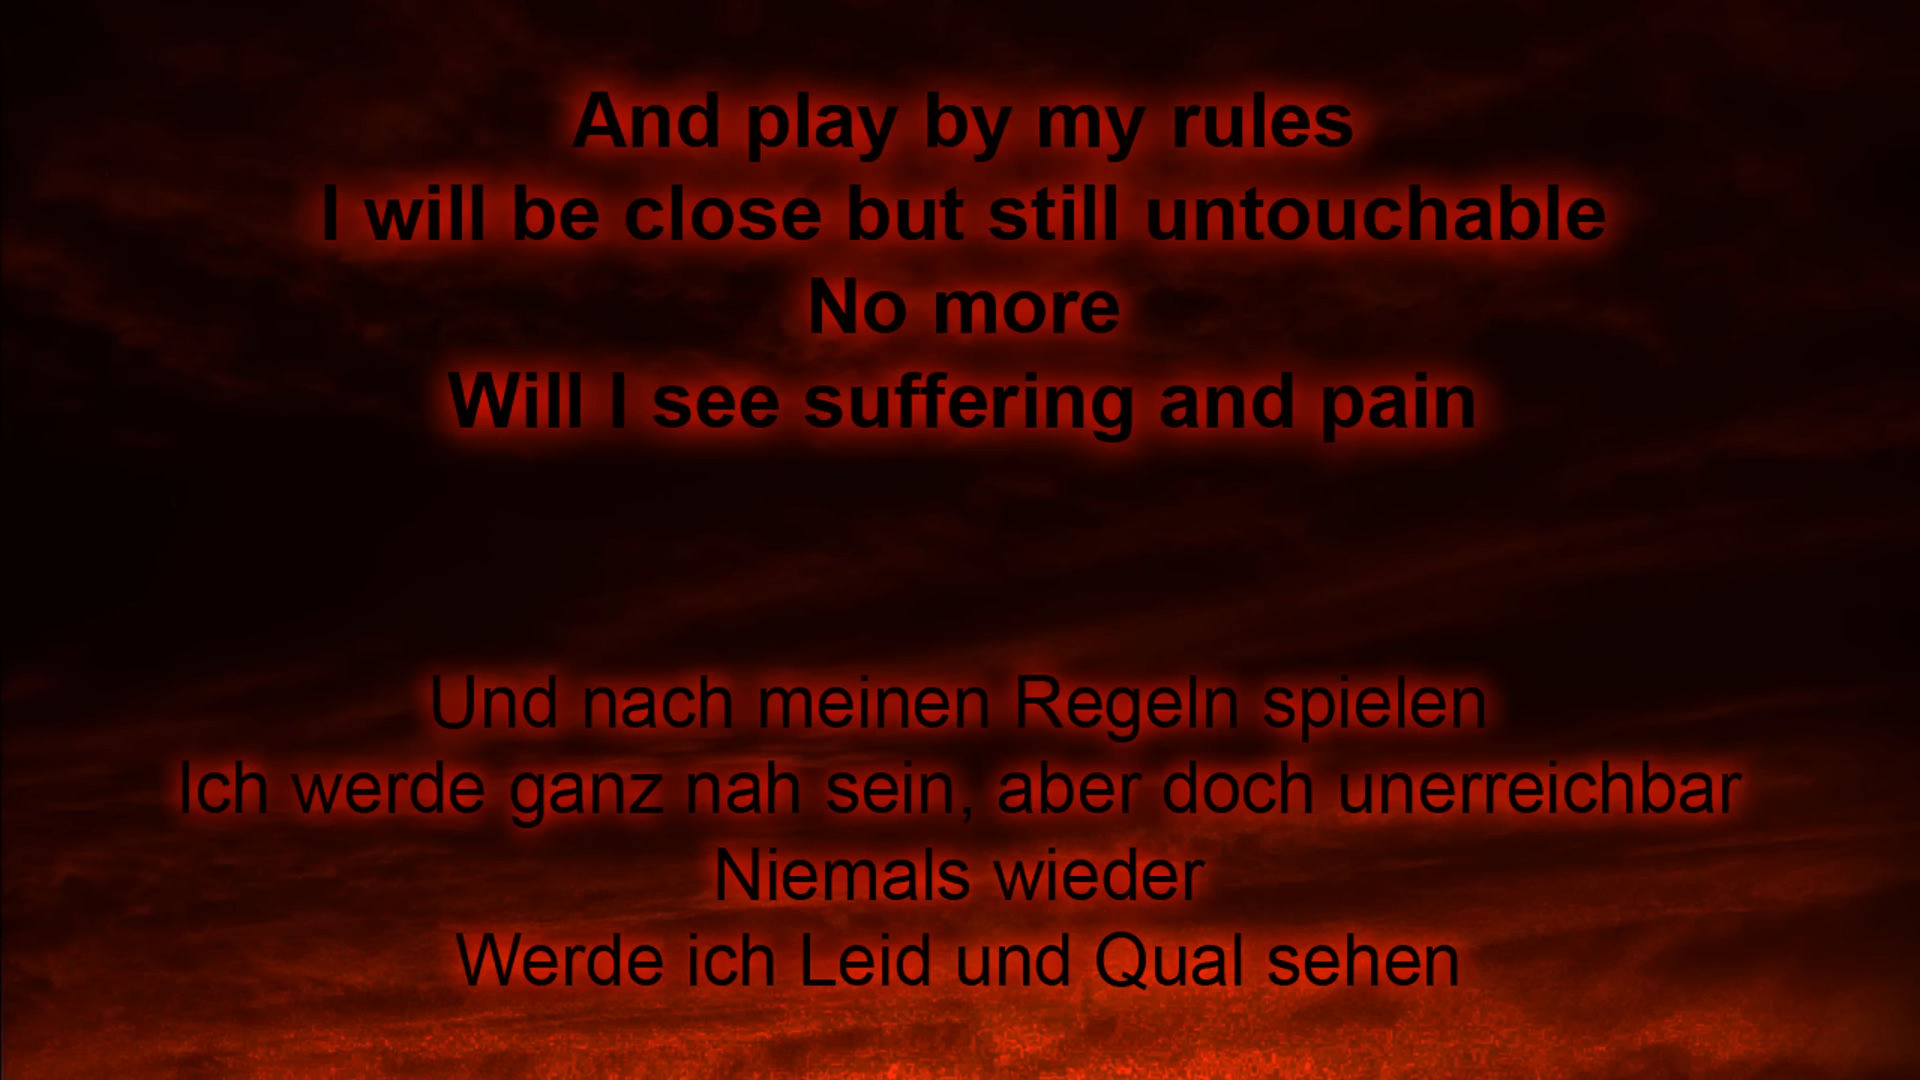 And play by my rules
I will be close but still untouchable
No more
Will I see suffering and pain
Und nach meinen Regeln spielen
Ich werde ganz nah sein, aber doch unerreichbar
Niemals wieder
Werde ich Leid und Qual sehen